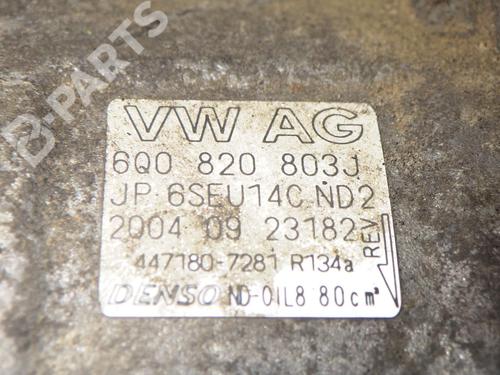 B-PARTS
VW AG
6Q0 820 803J
JP 6SEU14C ND2
2004 09 23182
REV
447180-7281 R134a
DENSO ND-OIL8 80cm³